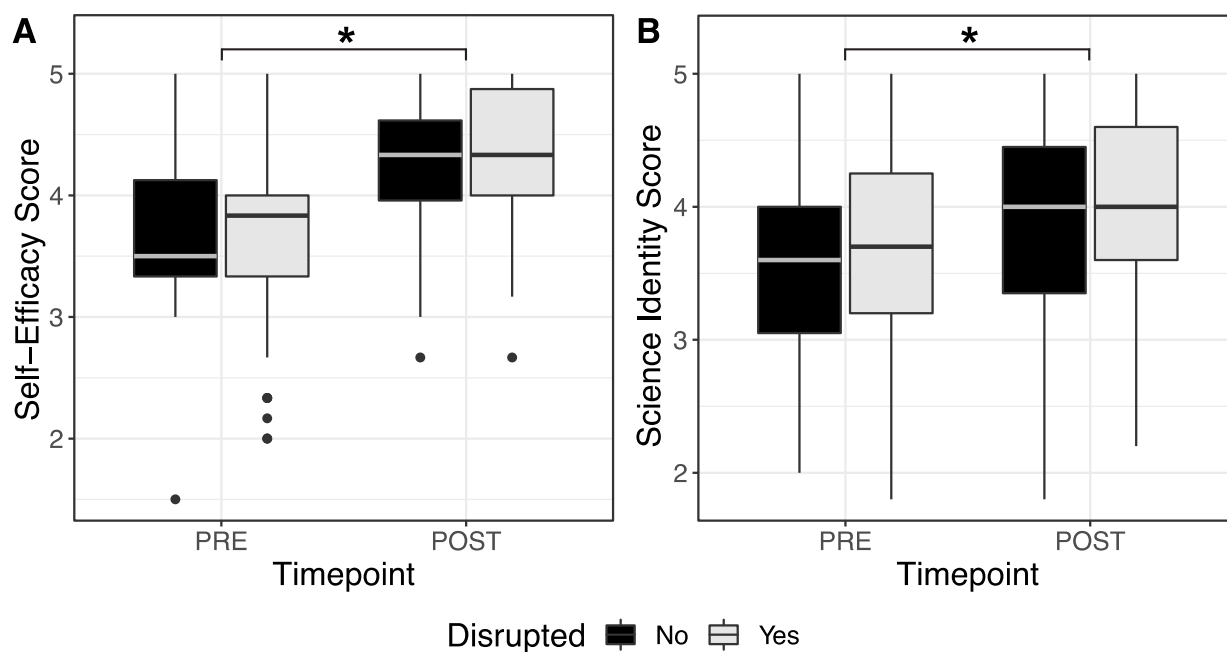 A
*
Self−Efficacy Score
5
4
3
2
PRE POST
Timepoint
B
*
Science Identity Score
5
4
3
2
PRE POST
Timepoint
Disrupted No Yes